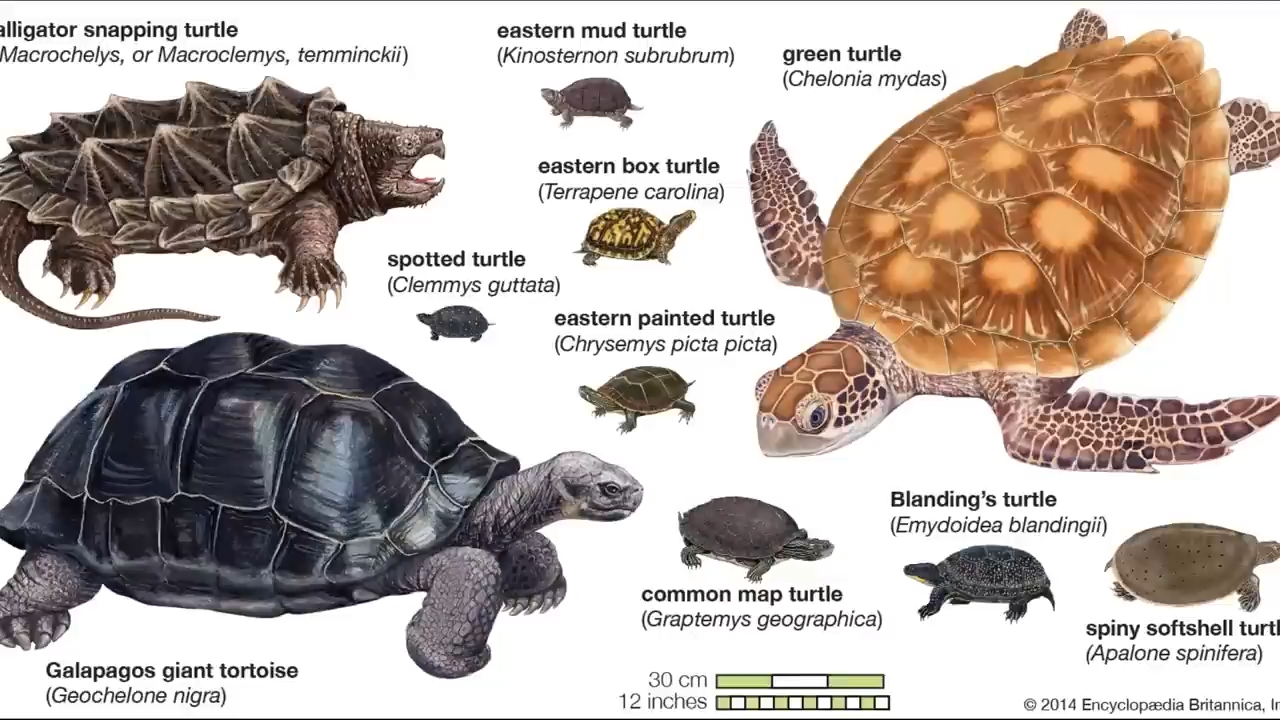 alligator snapping turtle
(Macrochelys, or Macroclemys, temminckii)
eastern mud turtle
(Kinosternon subrubrum)
green turtle
(Chelonia mydas)
eastern box turtle
(Terrapene carolina)
spotted turtle
(Clemmys guttata)
eastern painted turtle
(Chrysemys picta picta)
Blanding's turtle
(Emydoidea blandingii)
common map turtle
(Graptemys geographica)
spiny softshell turtl
(Apalone spinifera)
Galapagos giant tortoise
(Geochelone nigra)
30 cm
12 inches
© 2014 Encyclopædia Britannica, In